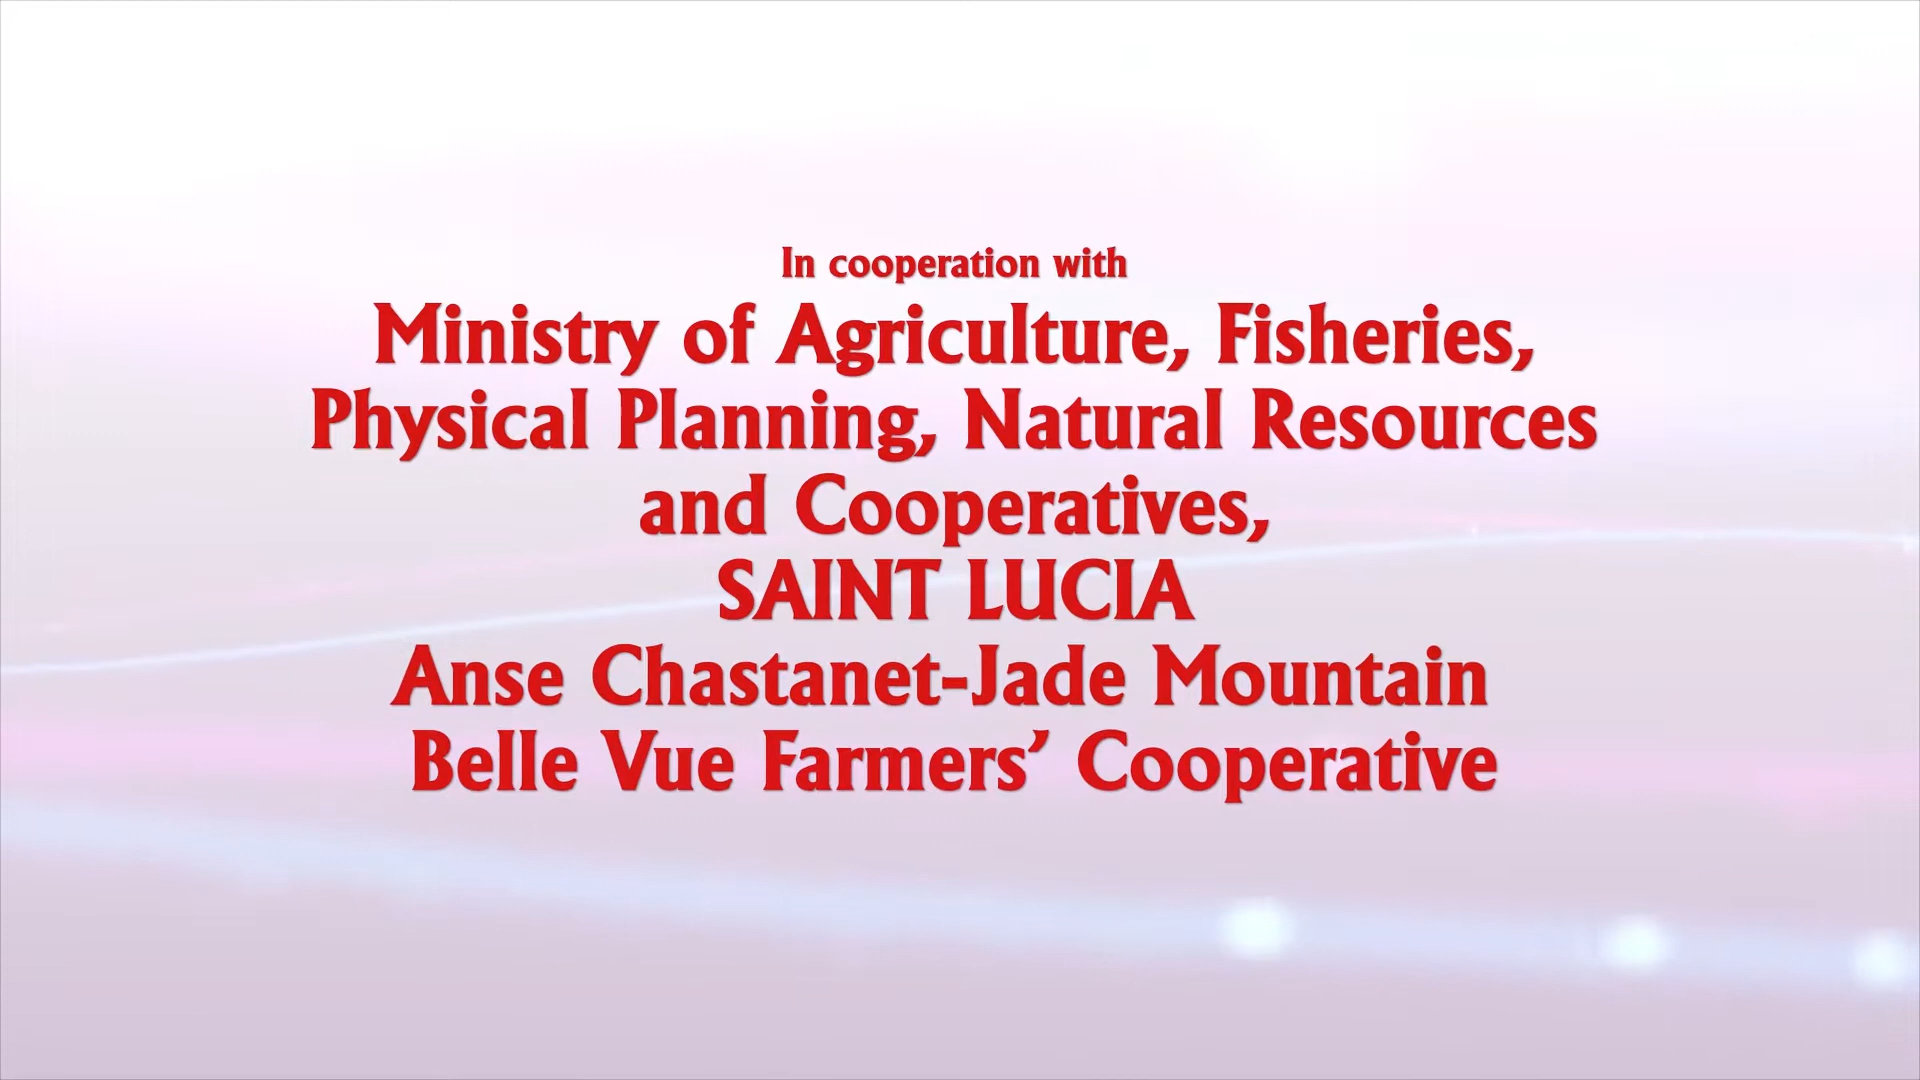 In cooperation with
Ministry of Agriculture, Fisheries,
Physical Planning, Natural Resources
and Cooperatives,
SAINT LUCIA
Anse Chastanet-Jade Mountain
Belle Vue Farmers’ Cooperative